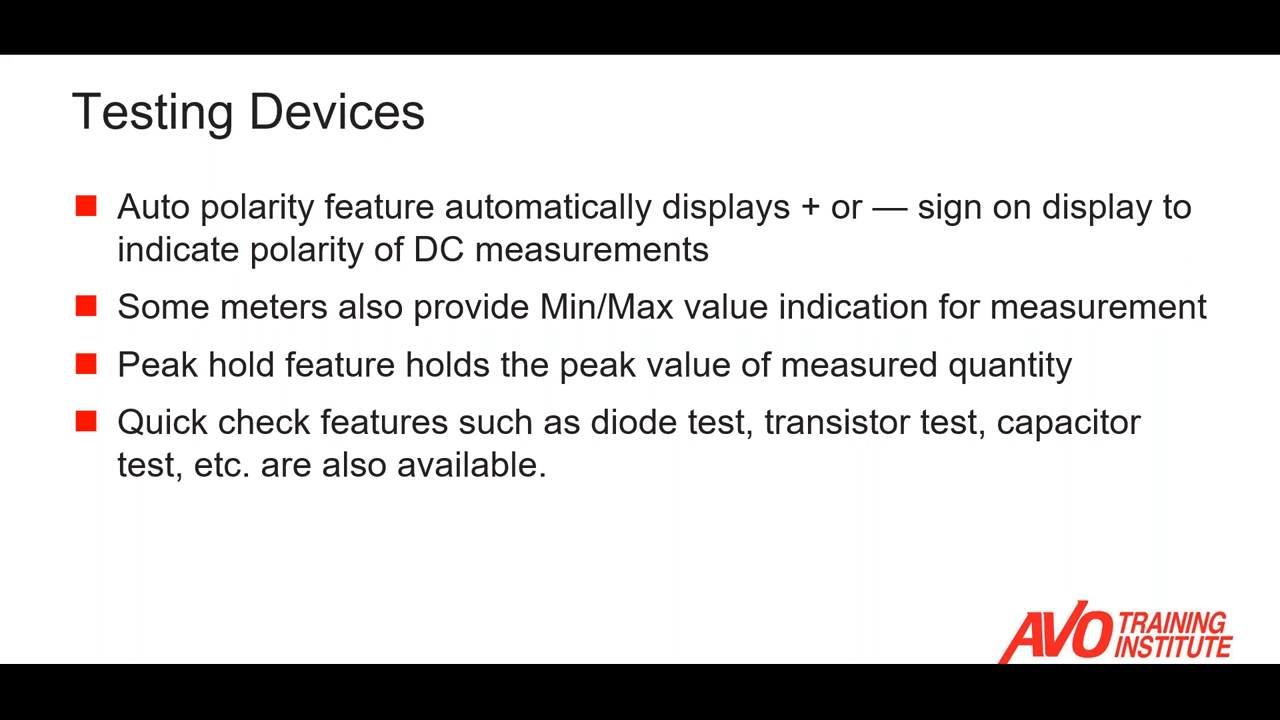 Testing Devices
Auto polarity feature automatically displays + or — sign on display to
indicate polarity of DC measurements
Some meters also provide Min/Max value indication for measurement
Peak hold feature holds the peak value of measured quantity
Quick check features such as diode test, transistor test, capacitor
test, etc. are also available.
AVO TRAINING
INSTITUTE